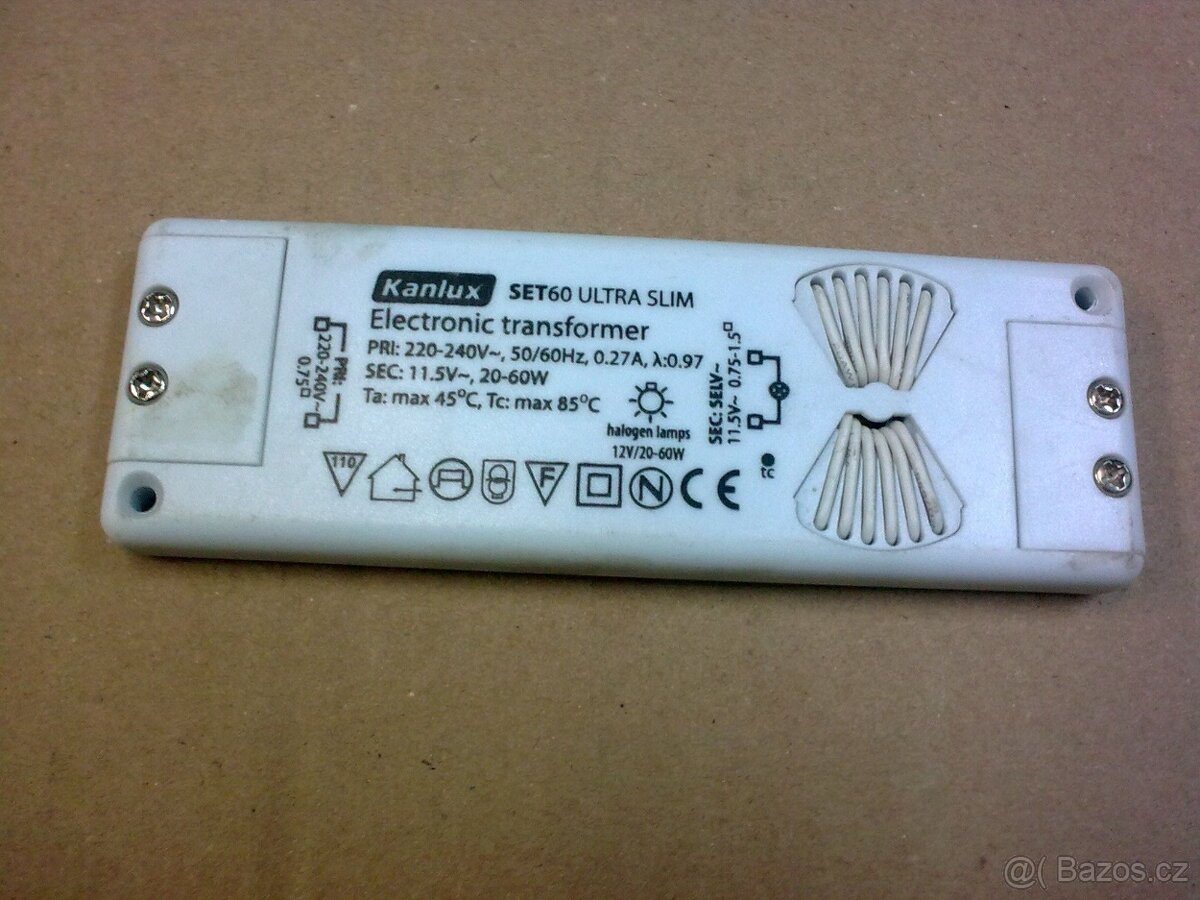 Kanlux SET60 ULTRA SLIM
Electronic transformer
PRI: 220-240V~, 50/60Hz, 0.27A, λ:0.97
SEC: 11.5V~, 20-60W
Ta: max 45°C, Tc: max 85°C
halogen lamps
12V/20-60W
PRI:
220-240V~
0.75
SEC: SELV~
11.5V~ 0.75-1.5
tc
110
F
N
CE
@( Bazos.cz